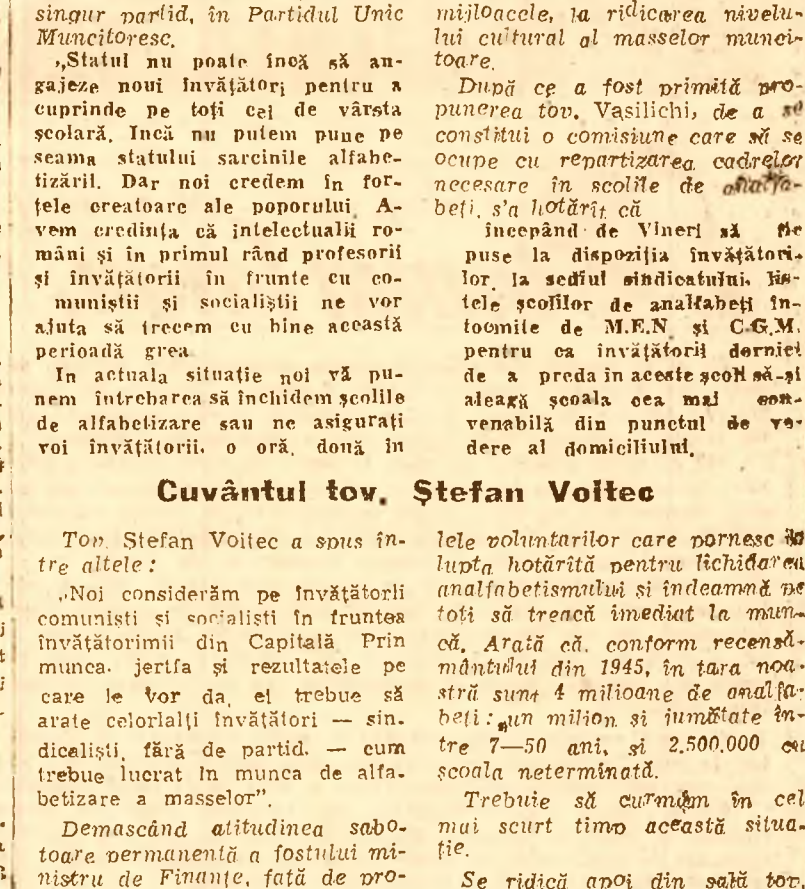 singur partid, în Partidul Unic
Muncitoresc.
„Statul nu poate încă să an-
gajeze noui învățători pentru a
cuprinde pe toți cei de vârsta
școlară. Incă nu putem pune pe
seama statului sarcinile alfabe-
tizării. Dar noi credem în for-
țele creatoare ale poporului. A-
vem credința că intelectualii ro-
mâni și în primul rând profesorii
și învățătorii în frunte cu co-
muniștii și socialiștii ne vor
ajuta să trecem cu bine această
perioadă grea
In actuala situație noi vă pu-
nem întrebarea să închidem școlile
de alfabetizare sau ne asigurați
voi învățătorii. o oră, două în
mijloacele, la ridicarea nivelu-
lui cultural al masselor munci-
toare.
După ce a fost primită pro-
punerea tov. Vasilichi, de a se
constitui o comisiune care să se
ocupe cu repartizarea cadrelor
necesare în scolile de analfa-
beți, s'a hotărît că
începând de Vineri să fie
puse la dispoziția învățători-
lor, la sediul sindicatului, lis-
tele școlilor de analfabeți în-
tocmite de M.E.N. și C.G.M.
pentru ca învățătorii dornici
de a preda în aceste școli să-și
aleagă școala cea mai con-
venabilă din punctul de ve-
dere al domiciliului.
Cuvântul tov. Ștefan Voitec
Tov. Stefan Voitec a spus în-
tre altele :
„Noi considerăm pe învățătorii
comuniști și socialiști în fruntea
învățătorimii din Capitală Prin
munca. jertfa și rezultatele pe
care le vor da, ei trebue să
arate celorlalți învățători — sin-
dicaliști, fără de partid. — cum
trebue lucrat în munca de alfa-
betizare a masselor”.
Demascând atitudinea sabo-
toare permanentă a fostului mi-
nistru de Finanțe, față de pro-
lele voluntarilor care pornesc la
lupta hotărîtă pentru lichidarea
analfabetismului si îndeamnă pe
toți să treacă imediat la mun-
că. Arată că, conform recensă-
mântului din 1945, în tara noa-
stră sunt 4 milioane de analfa-
beți : „un milion si jumătate în-
tre 7—50 ani, si 2.500.000 cu
școala neterminată.
Trebuie să curmăm în cel
mai scurt timp această situa-
ție.
Se ridică apoi din sală tov.